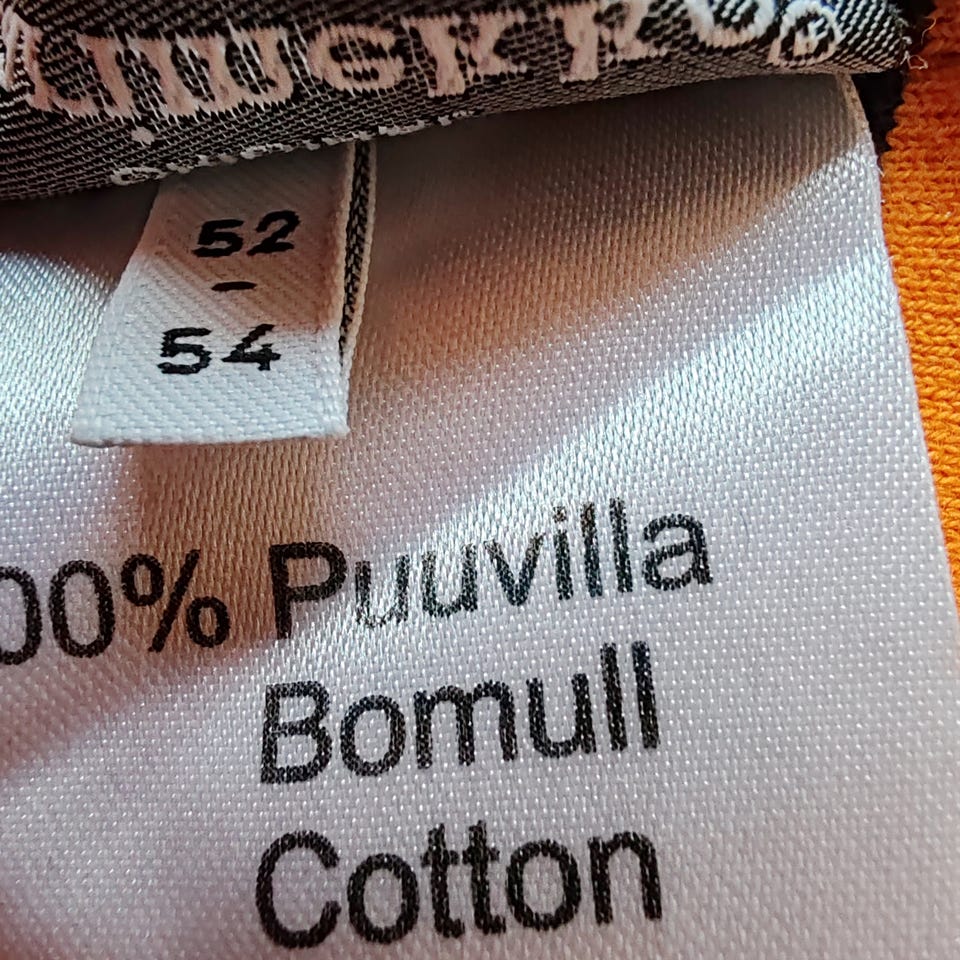 52
-
54
00% Puuvilla
Bomull
Cotton